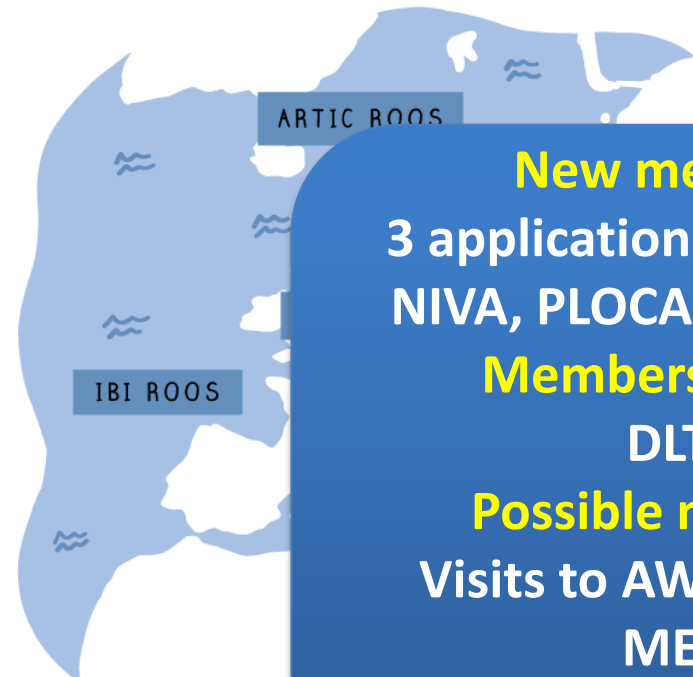 ARTIC ROOS
New me
3 application
NIVA, PLOCA
IBI ROOS
Members
DLT
Possible
Visits to AW
ME